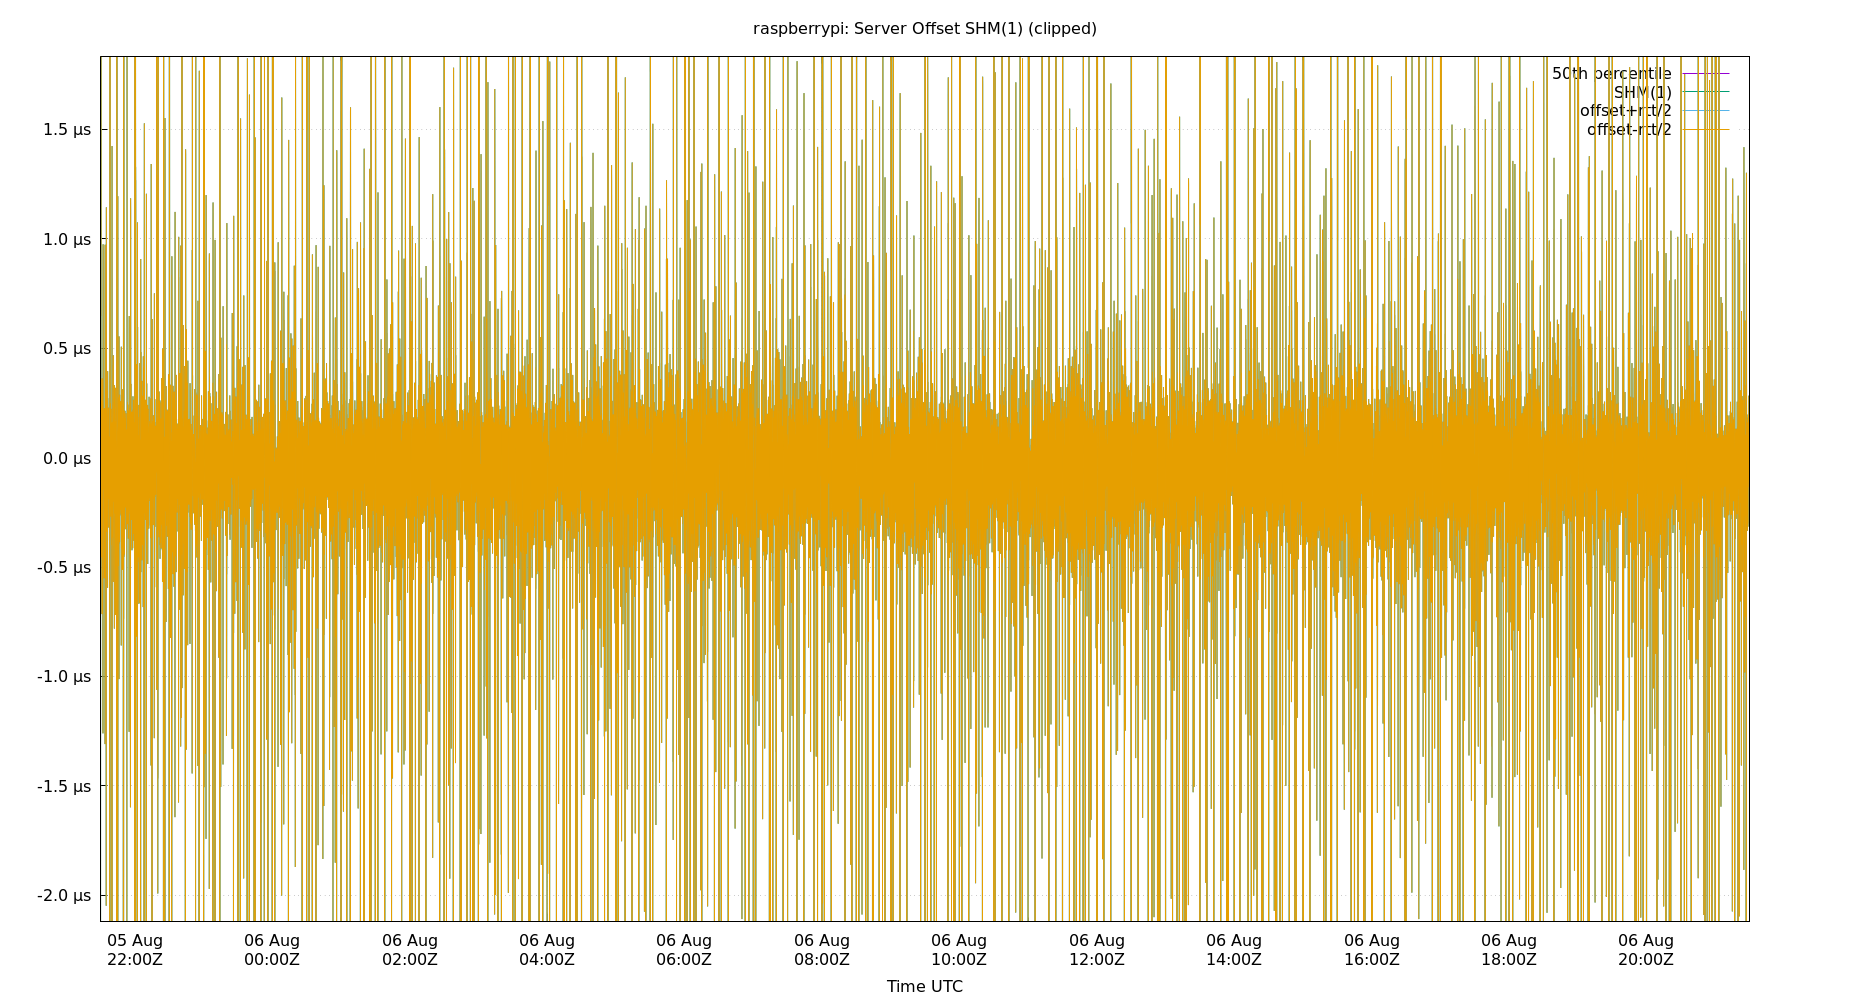 raspberrypi: Server Offset SHM(1) (clipped)
50th percentile
SHM(1)
offset+rtt/2
offset-rtt/2
1.5 μs
1.0 μs
0.5 μs
0.0 μs
-0.5 μs
-1.0 μs
-1.5 μs
-2.0 μs
05 Aug 06 Aug 06 Aug 06 Aug 06 Aug 06 Aug 06 Aug 06 Aug 06 Aug 06 Aug 06 Aug 06 Aug
22:00Z 00:00Z 02:00Z 04:00Z 06:00Z 08:00Z 10:00Z 12:00Z 14:00Z 16:00Z 18:00Z 20:00Z
Time UTC